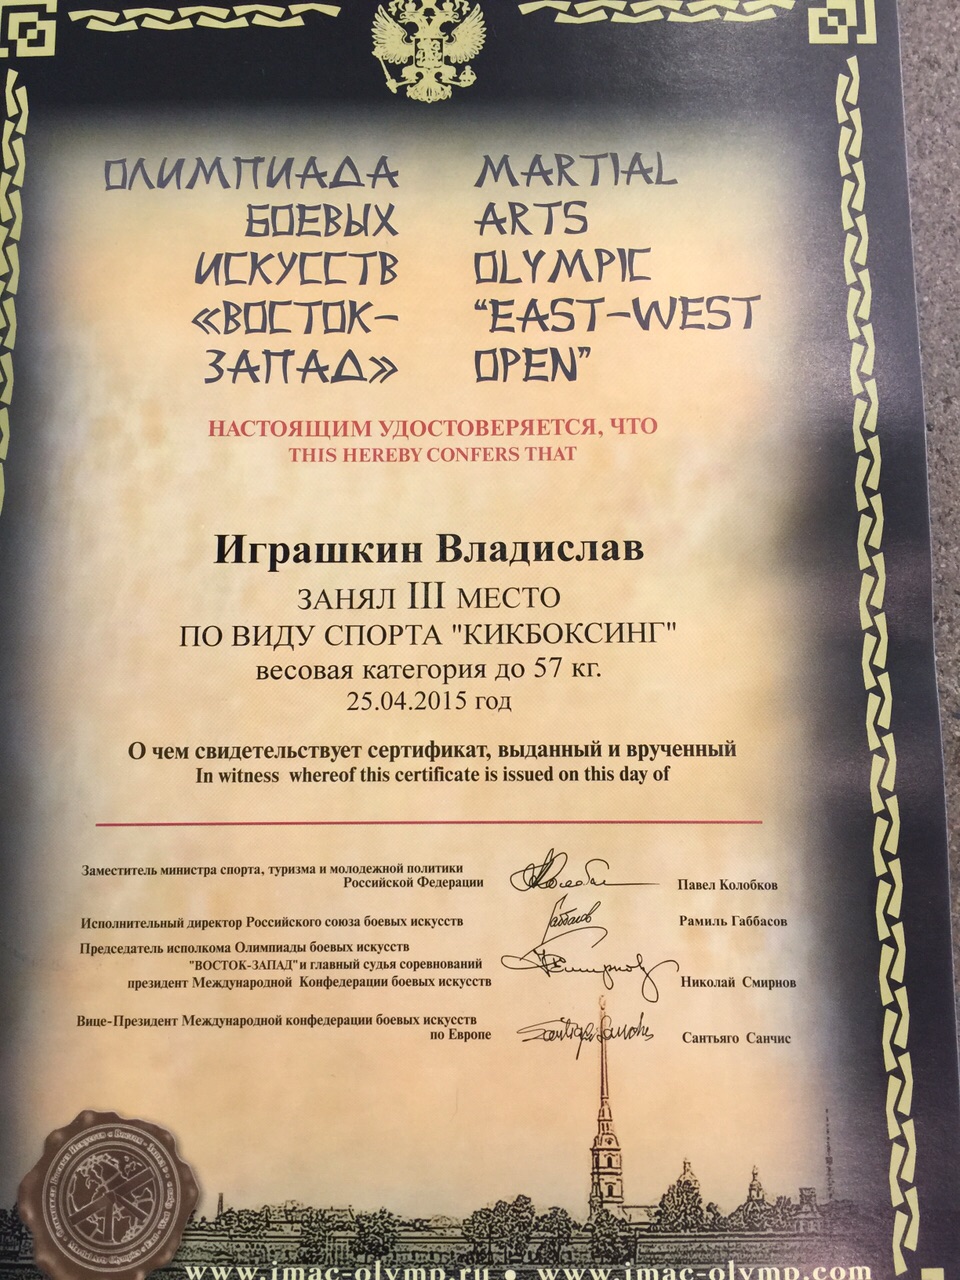 ОЛИМПИАДА
БОЕВЫХ
ИСКУССТВ
«ВОСТОК-
ЗАПАД»
MARTIAL
ARTS
OLYMPIC
“EAST-WEST
OPEN”
НАСТОЯЩИМ УДОСТОВЕРЯЕТСЯ, ЧТО
THIS HEREBY CONFERS THAT
Играшкин Владислав
ЗАНЯЛ III МЕСТО
ПО ВИДУ СПОРТА "КИКБОКСИНГ"
весовая категория до 57 кг.
25.04.2015 год
О чем свидетельствует сертификат, выданный и врученный
In witness whereof this certificate is issued on this day of
Заместитель министра спорта, туризма и молодежной политики
Российской Федерации
Павел Колобков
Исполнительный директор Российского союза боевых искусств
Рамиль Габбасов
Председатель исполкома Олимпиады боевых искусств
"ВОСТОК-ЗАПАД"и главный судья соревнований
президент Международной Конфедерации боевых искусств
Николай Смирнов
Вице-Президент Международной конфедерации боевых искусств
по Европе
Сантьяго Санчис
www.imac-olymp.ru • www.imac-olymp.com